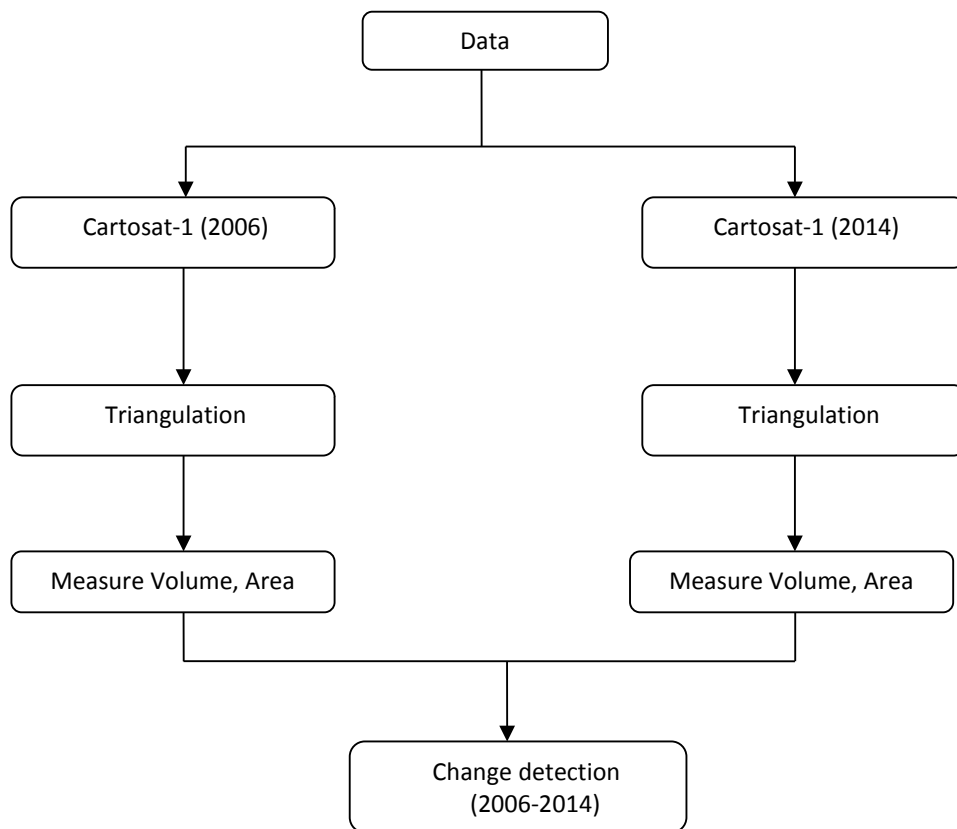 Data
Cartosat-1 (2006)
Cartosat-1 (2014)
Triangulation
Triangulation
Measure Volume, Area
Measure Volume, Area
Change detection
(2006-2014)